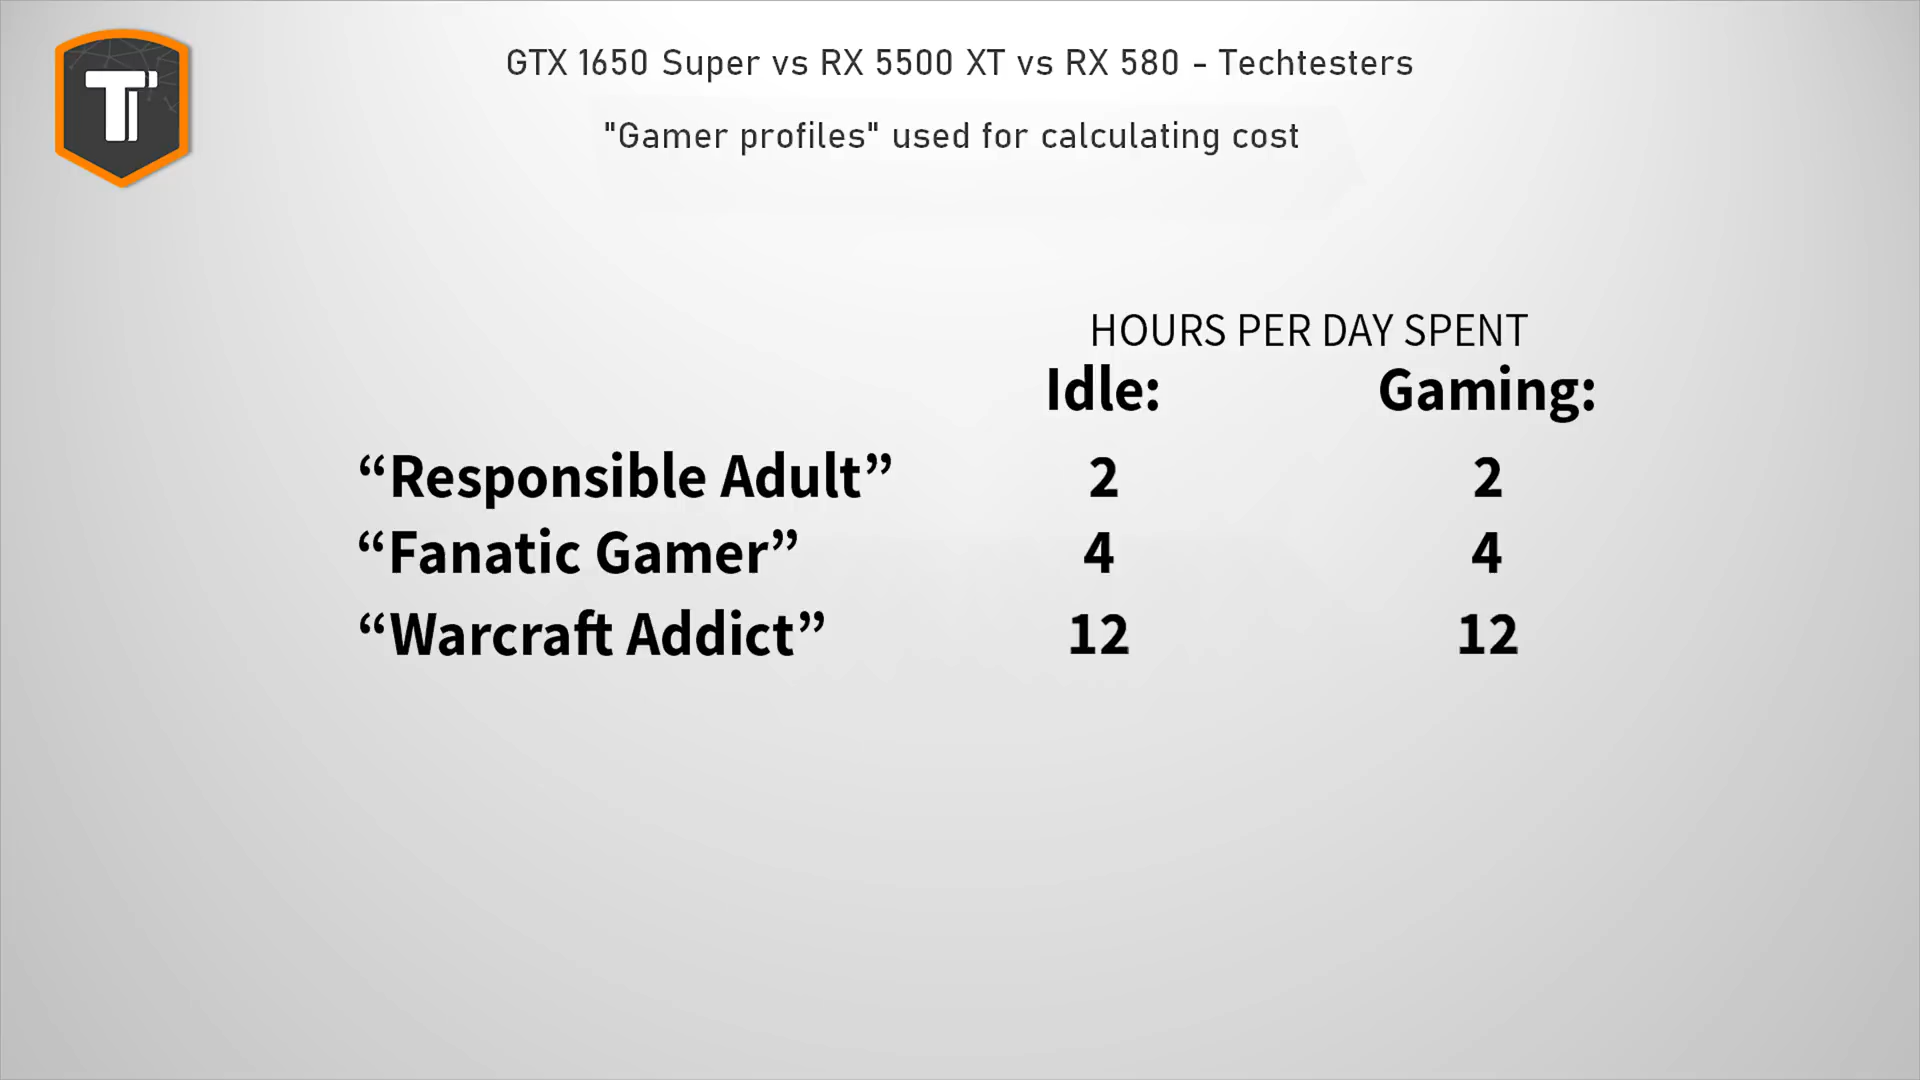 GTX 1650 Super vs RX 5500 XT vs RX 580 - Techtesters
"Gamer profiles" used for calculating cost
HOURS PER DAY SPENT
Idle: Gaming:
“Responsible Adult” 2 2
“Fanatic Gamer” 4 4
“Warcraft Addict” 12 12